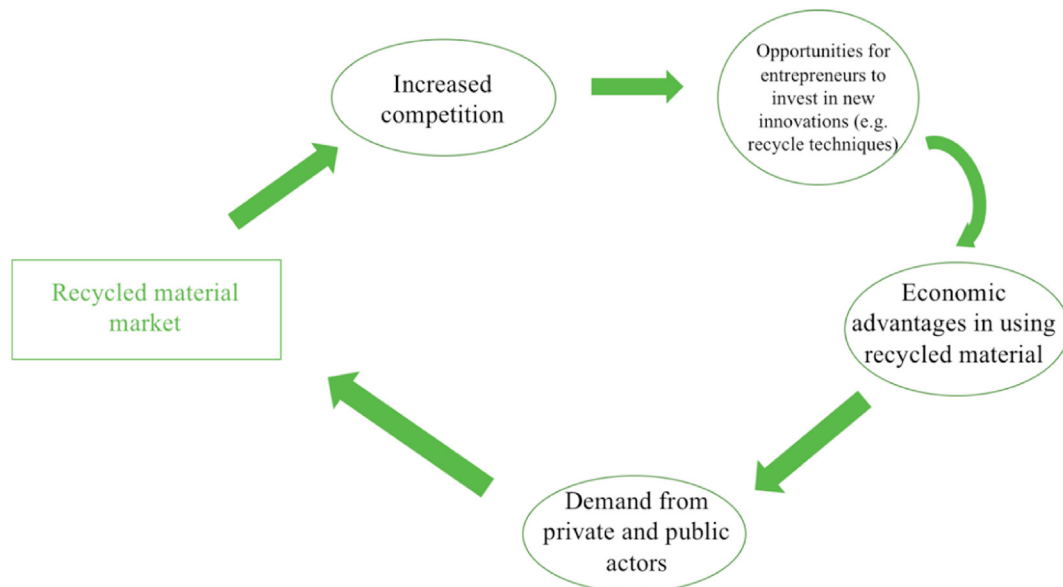 Increased
competition
Opportunities for
entrepreneurs to
invest in new
innovations (e.g.
recycle techniques)
Recycled material
market
Economic
advantages in using
recycled material
Demand from
private and public
actors